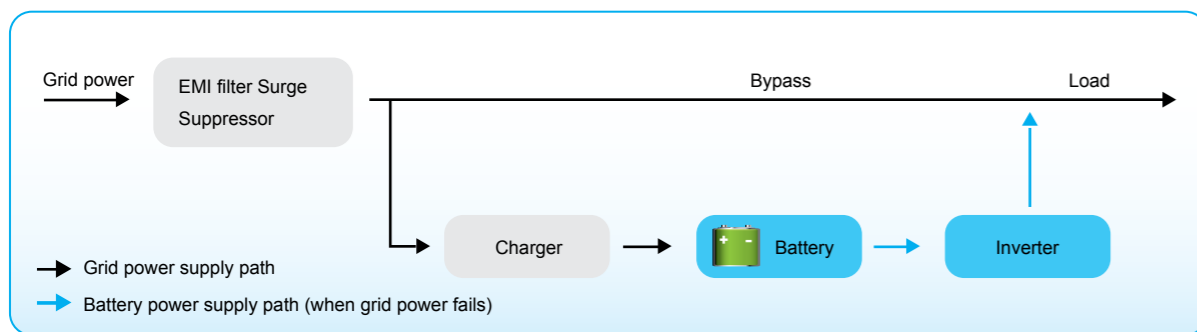 Grid power
EMI filter Surge
Suppressor
Bypass
Load
Charger
+ -
Battery
Inverter
Grid power supply path
Battery power supply path (when grid power fails)